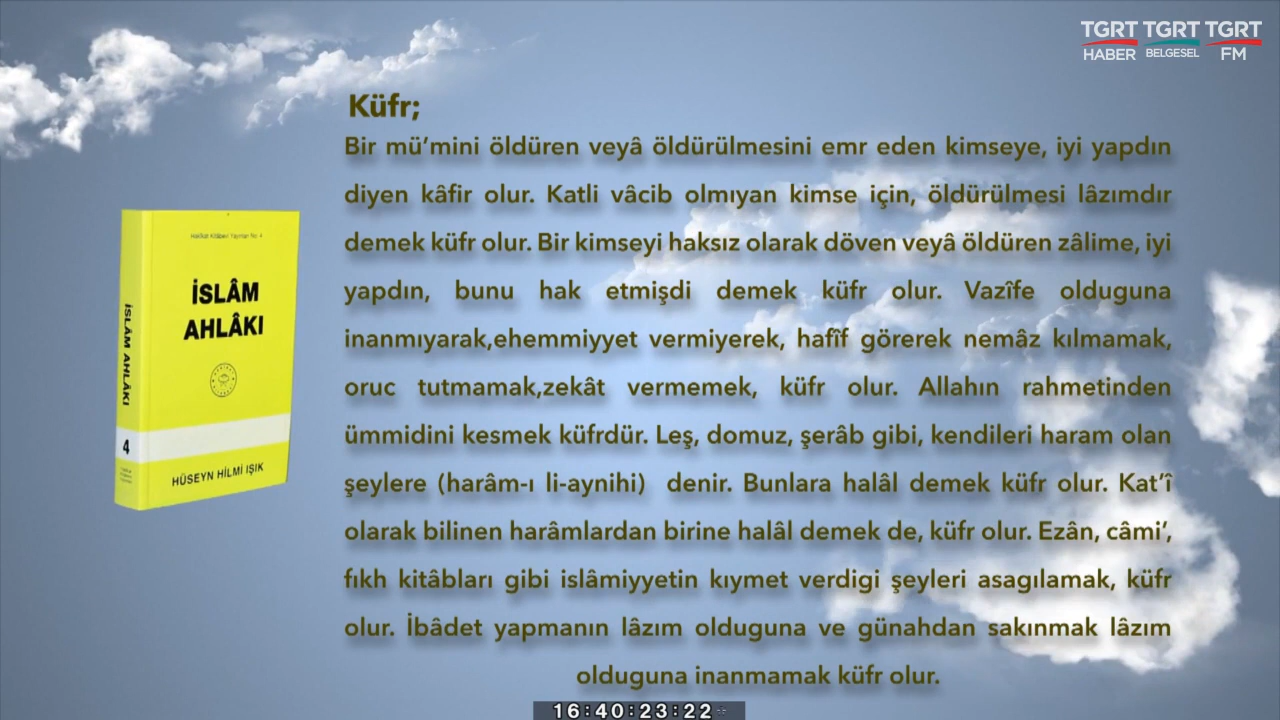 TGRT TGRT TGRT
HABER BELGESEL FM
Küfr;
Bir mü’mini öldüren veyâ öldürülmesini emr eden kimseye, iyi yapdın
diyen kâfir olur. Katli vâcib olmıyan kimse için, öldürülmesi lâzımdır
demek küfr olur. Bir kimseyi haksız olarak döven veyâ öldüren zâlime, iyi
yapdın, bunu hak etmişdi demek küfr olur. Vazîfe olduguna
inanmıyarak,ehemmiyyet vermiyerek, hafîf görerek nemâz kılmamak,
oruc tutmamak,zekât vermemek, küfr olur. Allahın rahmetinden
ümmidini kesmek küfrdür. Leş, domuz, şerâb gibi, kendileri haram olan
şeylere (harâm-ı li-aynihi) denir. Bunlara halâl demek küfr olur. Kat’î
olarak bilinen harâmlardan birine halâl demek de, küfr olur. Ezân, câmi’,
fıkh kitâbları gibi islâmiyyetin kıymet verdigi şeyleri asagılamak, küfr
olur. İbâdet yapmanın lâzım olduguna ve günahdan sakınmak lâzım
olduguna inanmamak küfr olur.
Hakîkat Kitâbevi Yayınları No: 4
İSLÂM
AHLÂKI
HÜSEYN HİLMİ IŞIK
İSLÂM AHLÂKI
4
16:40:23:22